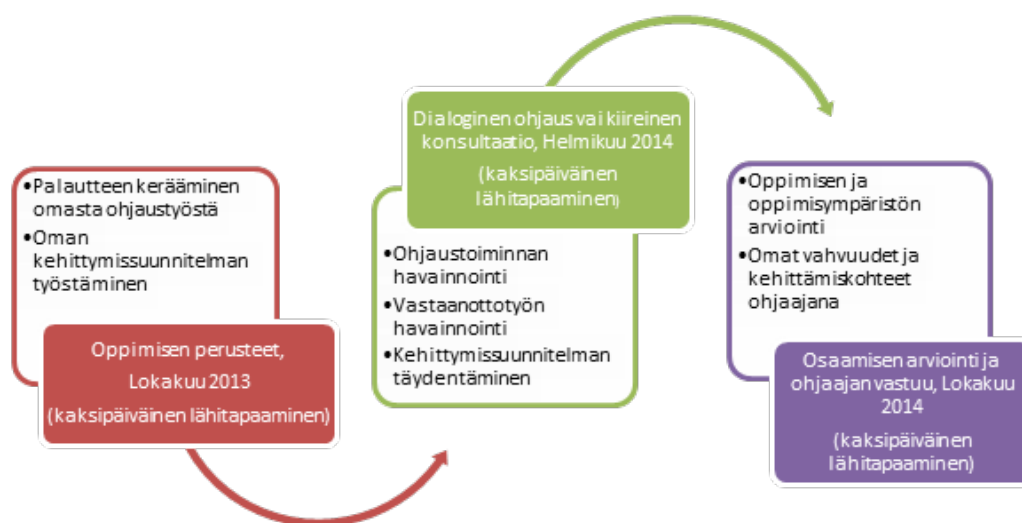 •Palautteen kerääminen
omasta ohjaustyöstä
•Oman
kehittymissuunnitelman
työstäminen
Oppimisen perusteet,
Lokakuu 2013
(kaksipäiväinen lähitapaaminen)
Dialoginen ohjaus vai kiireinen
konsultaatio, Helmikuu 2014
(kaksipäiväinen
lähitapaaminen)
•Ohjaustoiminnan
havainnointi
•Vastaanottotyön
havainnointi
•Kehittymissuunnitelman
täydentäminen
•Oppimisen ja
oppimisympäristön
arviointi
•Omat vahvuudet ja
kehittämiskohteet
ohjaajana
Osaamisen arviointi ja
ohjaajan vastuu, Lokakuu
2014
(kaksipäiväinen
lähitapaaminen)